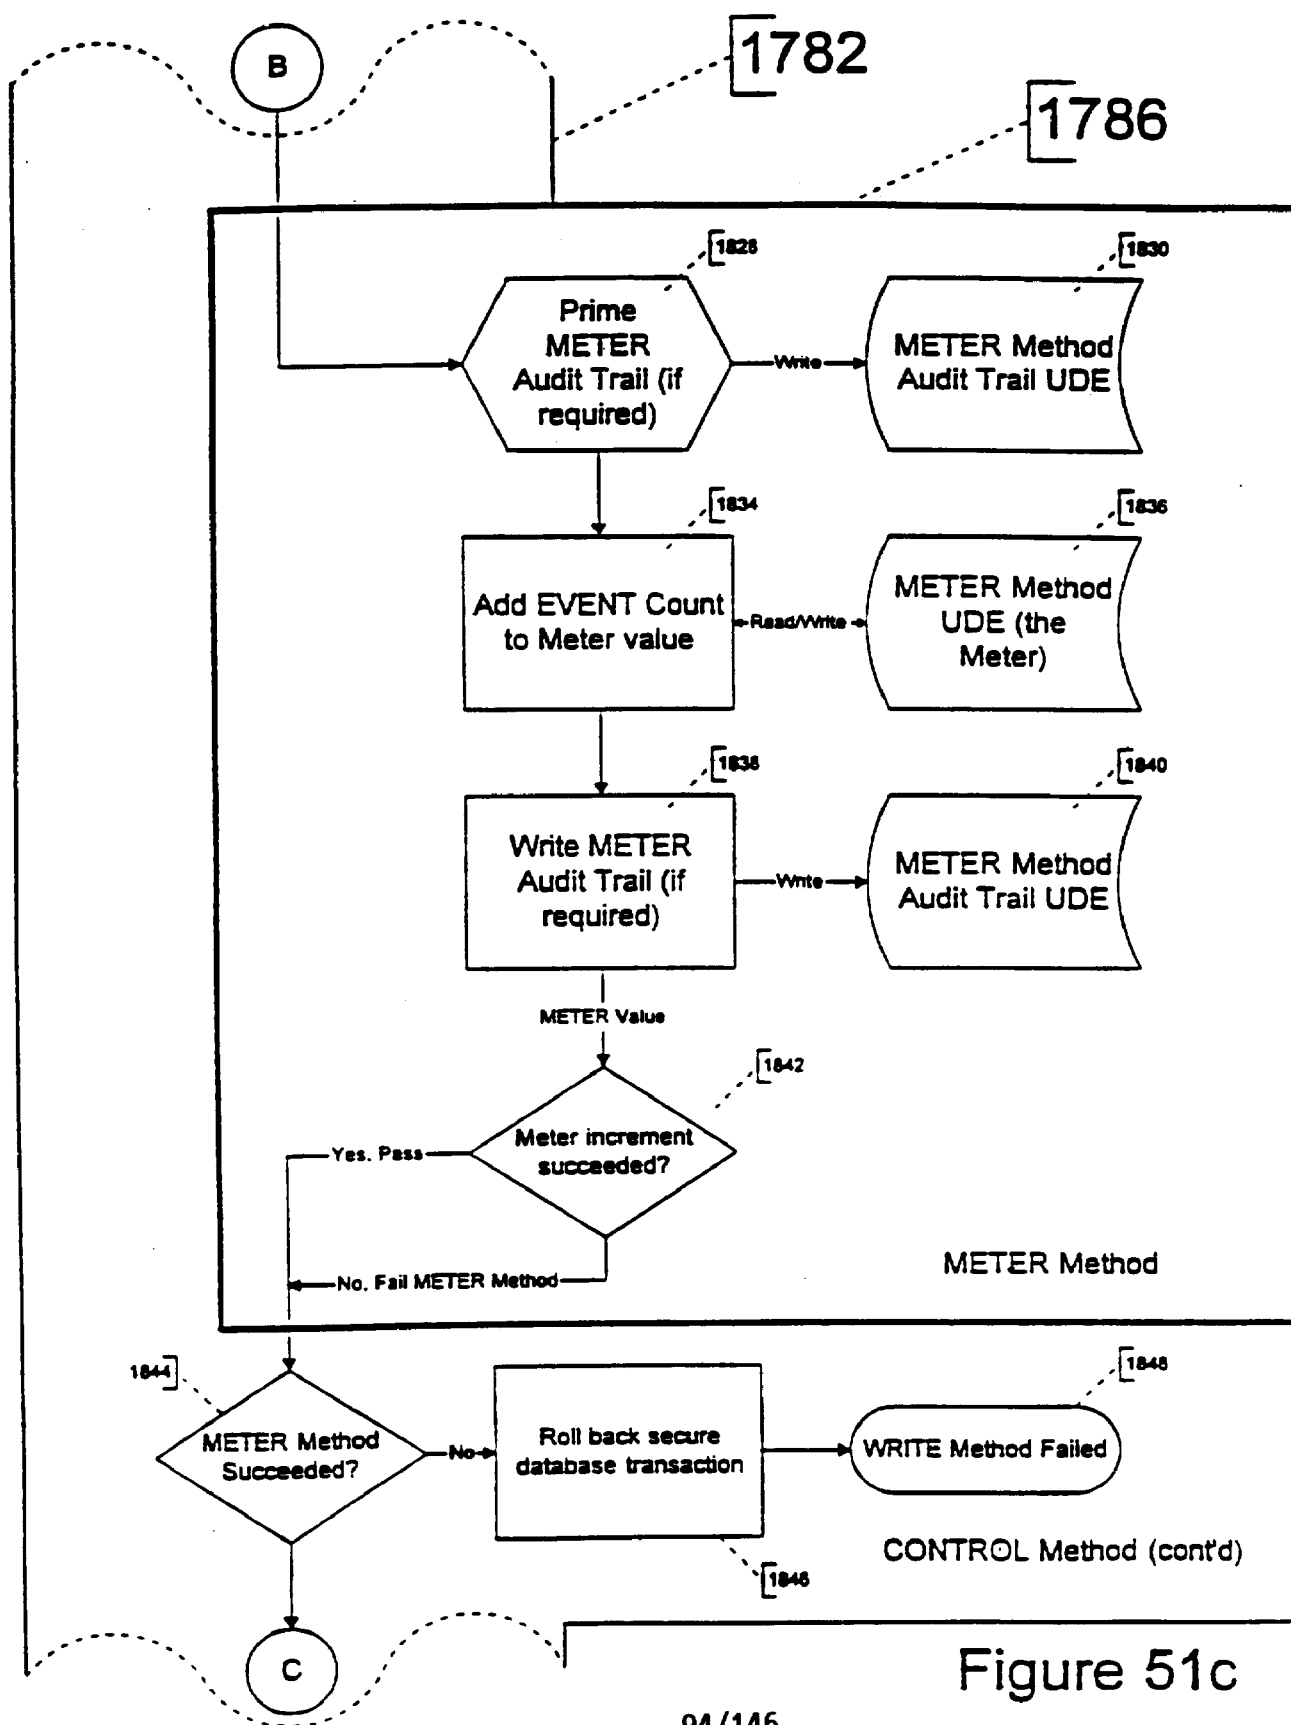 B
1782
1786
1828
1830
Prime
METER
Audit Trail (if
required)
Write
METER Method
Audit Trail UDE
1834
1836
Add EVENT Count
to Meter value
Read/Write
METER Method
UDE (the
Meter)
1838
1840
Write METER
Audit Trail (if
required)
Write
METER Method
Audit Trail UDE
METER Value
1842
Meter increment
succeeded?
Yes. Pass
No. Fail METER Method
METER Method
1844
1848
METER Method
Succeeded?
No
Roll back secure
database transaction
WRITE Method Failed
1846
CONTROL Method (cont'd)
C
Figure 51c
94/146